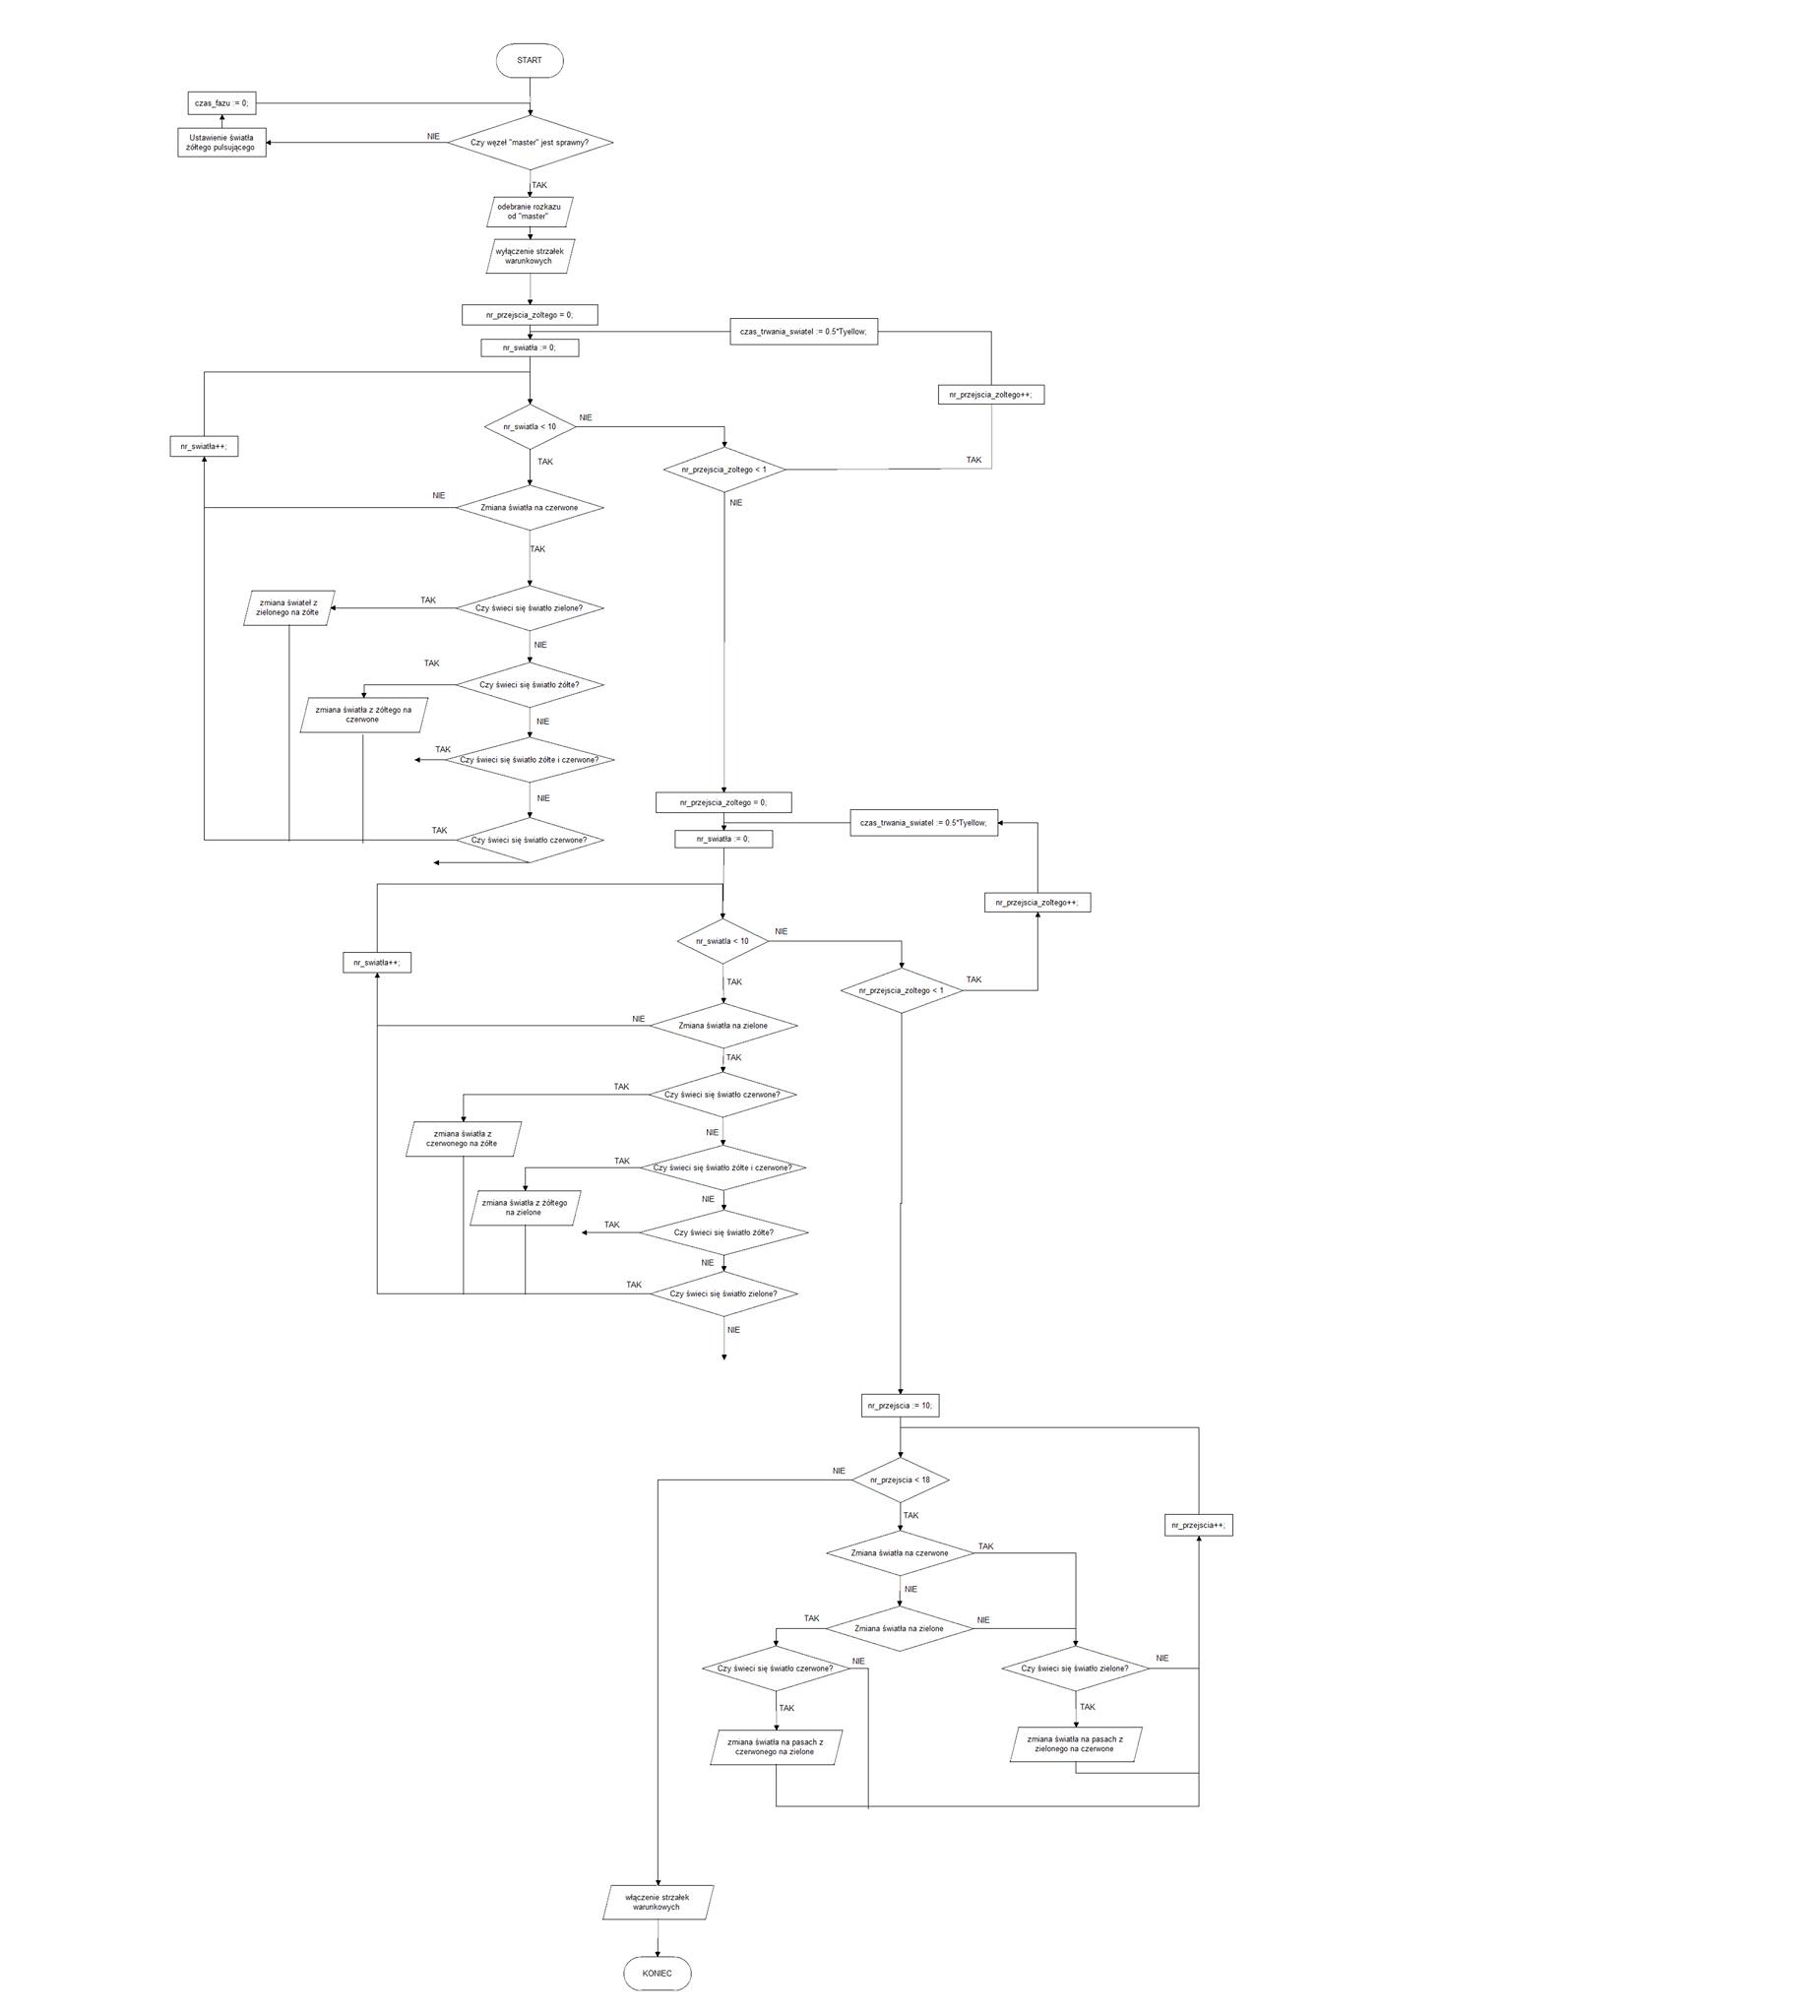 START
czas_fazu := 0;
Ustawienie światła
żółtego pulsującego
NIE
Czy węzeł "master" jest sprawny?
TAK
odebranie rozkazu
od "master"
wyłączenie strzałek
warunkowych
nr_przejscia_zoltego = 0;
czas_trwania_swiatel := 0.5*Tyellow;
nr_swiatła := 0;
nr_przejscia_zoltego++;
nr_swiatla < 10
NIE
nr_swiatła++;
TAK
nr_przejscia_zoltego < 1
TAK
NIE
NIE
Zmiana światła na czerwone
TAK
zmiana świateł z
zielonego na żółte
TAK
Czy świeci się światło zielone?
NIE
TAK
Czy świeci się światło żółte?
zmiana światła z żółtego na
czerwone
NIE
TAK
Czy świeci się światło żółte i czerwone?
NIE
TAK
Czy świeci się światło czerwone?
nr_przejscia_zoltego = 0;
czas_trwania_swiatel := 0.5*Tyellow;
nr_swiatła := 0;
nr_przejscia_zoltego++;
nr_swiatla < 10
NIE
nr_swiatła++;
TAK
nr_przejscia_zoltego < 1
TAK
NIE
Zmiana światła na zielone
TAK
TAK
Czy świeci się światło czerwone?
zmiana światła z
czerwonego na żółte
NIE
TAK
Czy świeci się światło żółte i czerwone?
zmiana światła z żółtego
na zielone
NIE
TAK
Czy świeci się światło żółte?
NIE
TAK
Czy świeci się światło zielone?
NIE
nr_przejscia := 10;
NIE
nr_przejscia < 18
TAK
nr_przejscia++;
Zmiana światła na czerwone
TAK
NIE
TAK
Zmiana światła na zielone
NIE
Czy świeci się światło czerwone?
NIE
Czy świeci się światło zielone?
NIE
TAK
TAK
zmiana światła na pasach z
czerwonego na zielone
zmiana światła na pasach z
zielonego na czerwone
włączenie strzałek
warunkowych
KONIEC